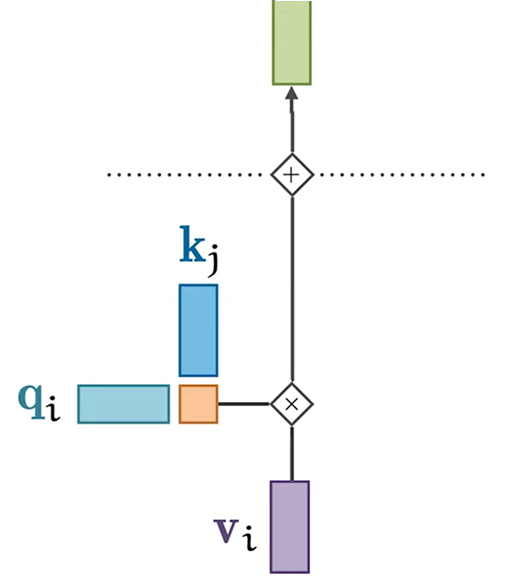 +
kⱼ
qᵢ
×
vᵢ